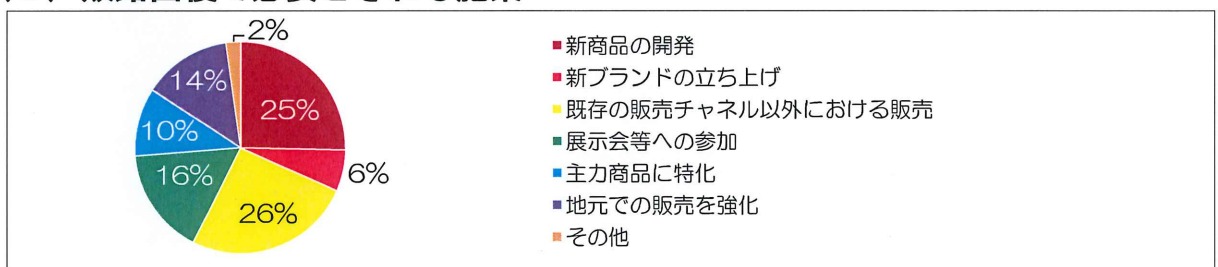 2%
14%
25%
10%
6%
16%
26%
■新商品の開発
■新ブランドの立ち上げ
■既存の販売チャネル以外における販売
■展示会等への参加
■主力商品に特化
■地元での販売を強化
■その他